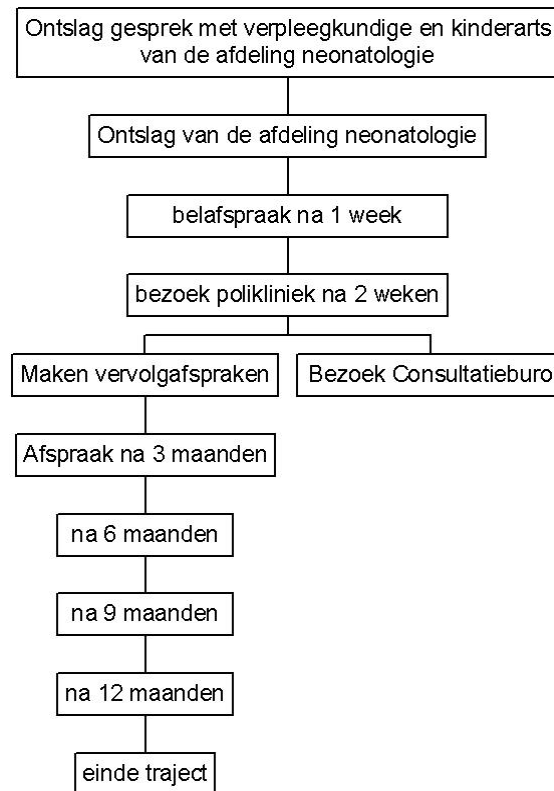 Ontslag gesprek met verpleegkundige en kinderarts
van de afdeling neonatologie
Ontslag van de afdeling neonatologie
belafspraak na 1 week
bezoek polikliniek na 2 weken
Maken vervolgafspraken
Bezoek Consultatieburo
Afspraak na 3 maanden
na 6 maanden
na 9 maanden
na 12 maanden
einde traject